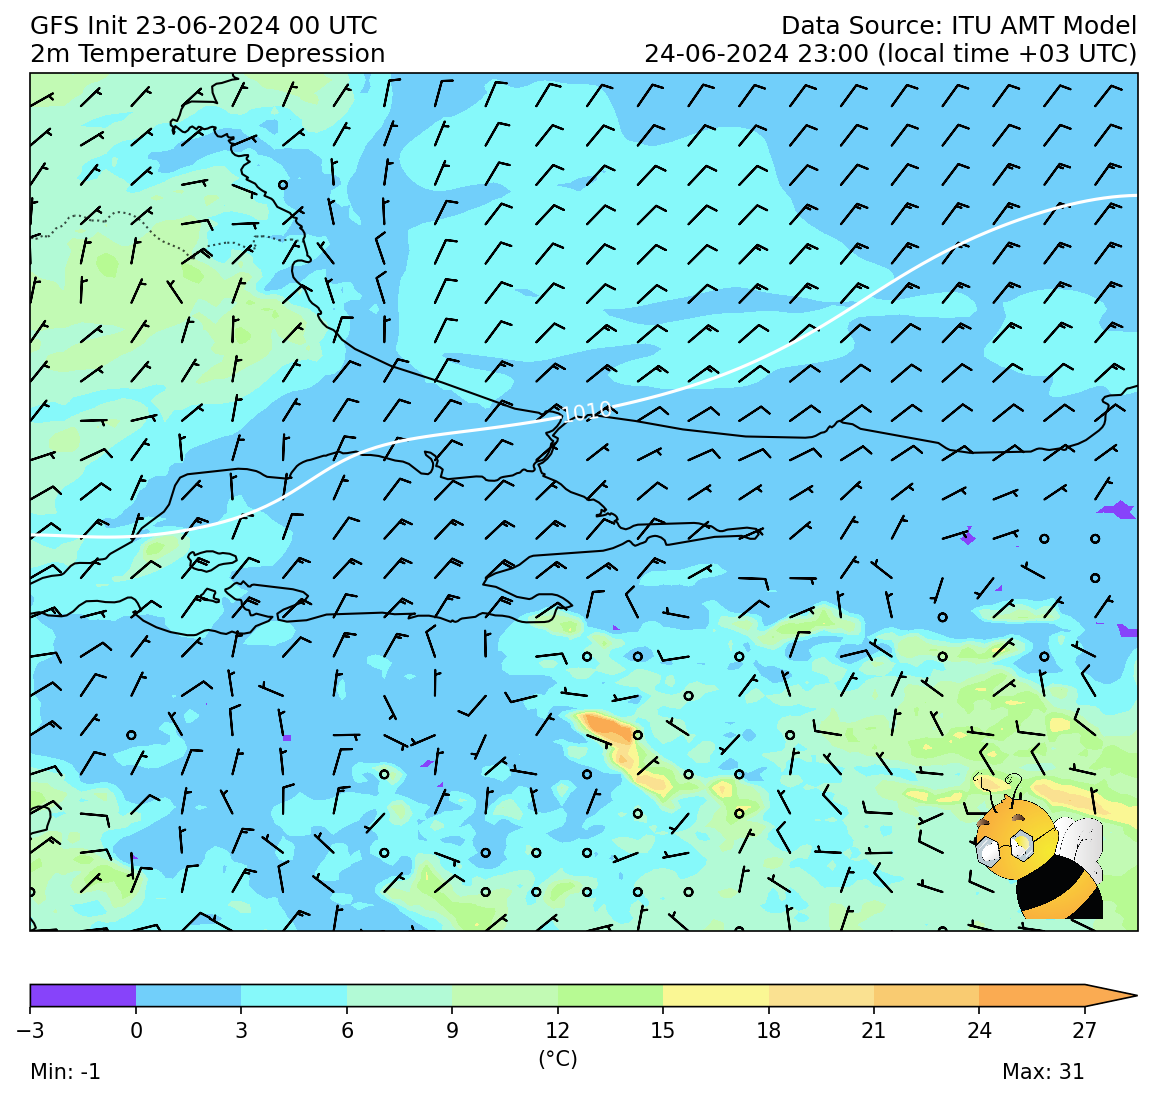 GFS Init 23-06-2024 00 UTC
Data Source: ITU AMT Model
2m Temperature Depression
24-06-2024 23:00 (local time +03 UTC)
1010
−3 0 3 6 9 12 15 18 21 24 27
(°C)
Min: -1
Max: 31